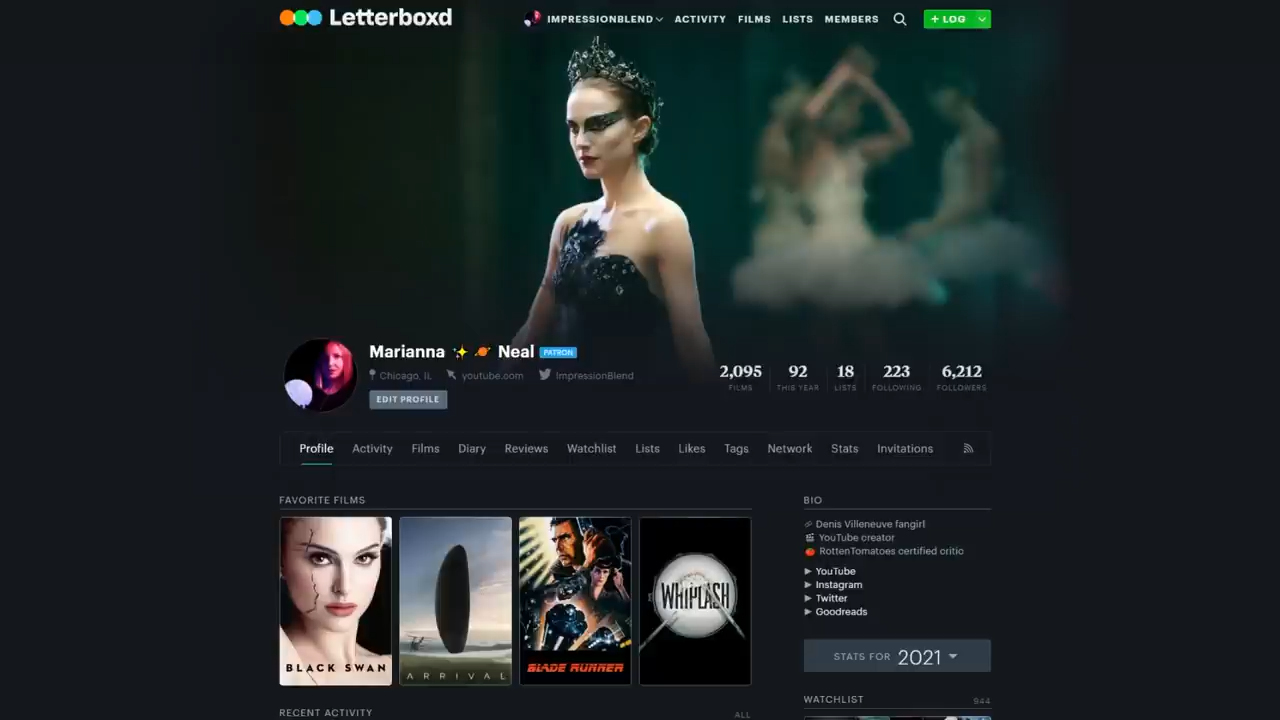 Letterboxd
IMPRESSIONBLEND ACTIVITY FILMS LISTS MEMBERS + LOG
Marianna Neal PATRON
Chicago, IL youtube.com ImpressionBlend
EDIT PROFILE
2,095 92 18 223 6,212
FILMS THIS YEAR LISTS FOLLOWING FOLLOWERS
Profile Activity Films Diary Reviews Watchlist Lists Likes Tags Network Stats Invitations
FAVORITE FILMS
BLACK SWAN
ARRIVAL
BLADE RUNNER
WHIPLASH
RECENT ACTIVITY ALL
BIO
Denis Villeneuve fangirl
YouTube creator
RottenTomatoes certified critic
► YouTube
► Instagram
► Twitter
► Goodreads
STATS FOR 2021
WATCHLIST 944